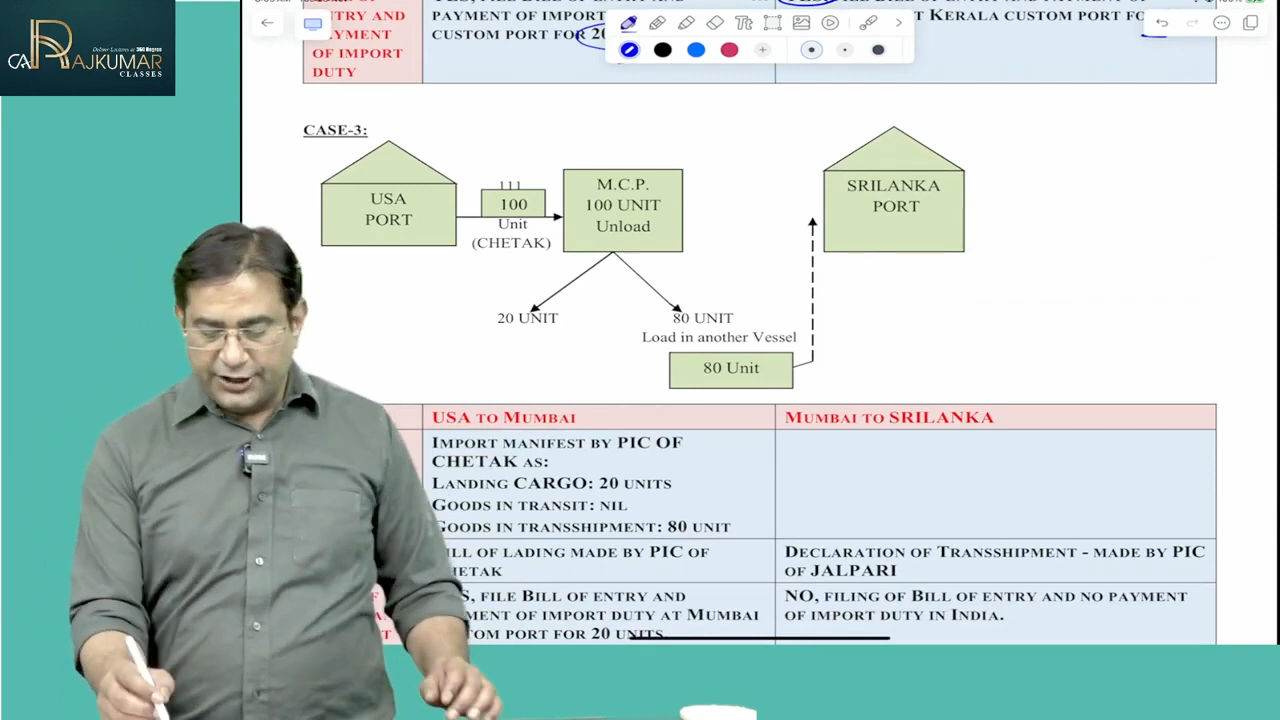 Deliver Lectures at 360 Degree
CA RAJKUMAR
CLASSES
ENTRY AND
PAYMENT
OF IMPORT
DUTY
PAYMENT OF IMPORT
CUSTOM PORT FOR 20
KERALA CUSTOM PORT FO
CASE-3:
USA
PORT
111
100
Unit
(CHETAK)
M.C.P.
100 UNIT
Unload
SRILANKA
PORT
20 UNIT
80 UNIT
Load in another Vessel
80 Unit
USA TO MUMBAI
MUMBAI TO SRILANKA
IMPORT MANIFEST BY PIC OF
CHETAK AS:
LANDING CARGO: 20 UNITS
GOODS IN TRANSIT: NIL
GOODS IN TRANSSHIPMENT: 80 UNIT
ILL OF LADING MADE BY PIC OF
HETAK
DECLARATION OF TRANSSHIPMENT - MADE BY PIC
OF JALPARI
S, FILE BILL OF ENTRY AND
MENT OF IMPORT DUTY AT MUMBAI
TOM PORT FOR 20 UNITS.
NO, FILING OF BILL OF ENTRY AND NO PAYMENT
OF IMPORT DUTY IN INDIA.